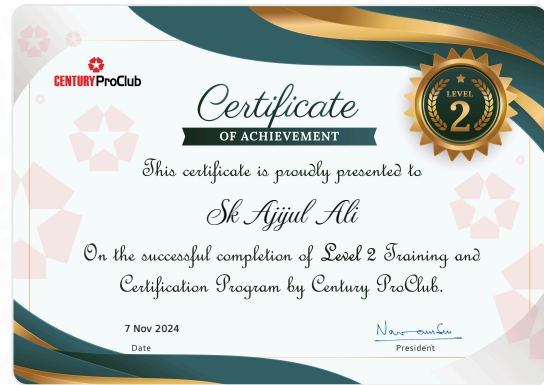 CENTURY ProClub
Certificate
OF ACHIEVEMENT
LEVEL
2
This certificate is proudly presented to
Sk Ajijul Ali
On the successful completion of Level 2 Training and
Certification Program by Century ProClub.
7 Nov 2024
Date
President